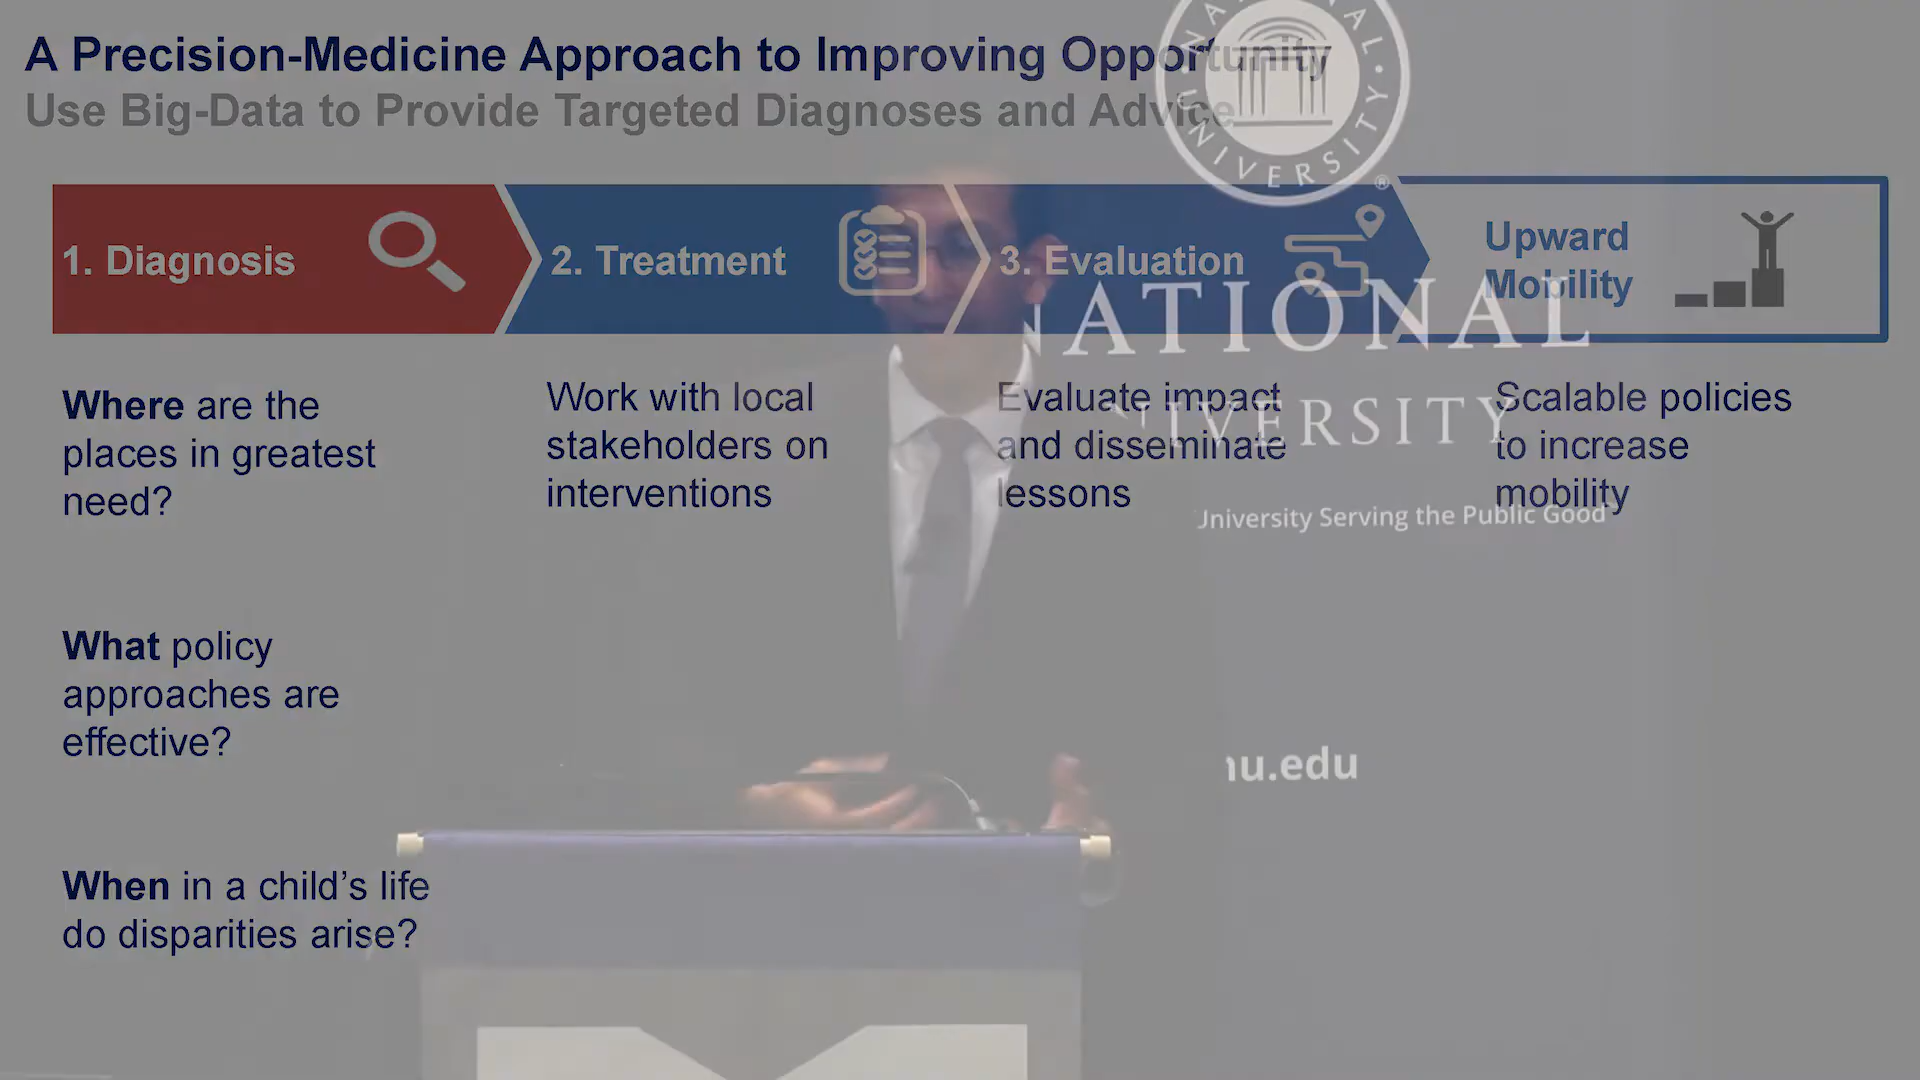 A Precision-Medicine Approach to Improving Opportunity
Use Big-Data to Provide Targeted Diagnoses and Advice
1. Diagnosis
2. Treatment
3. Evaluation
Upward
Mobility
Where are the
places in greatest
need?
What policy
approaches are
effective?
When in a child’s life
do disparities arise?
Work with local
stakeholders on
interventions
Evaluate impact
and disseminate
lessons
Scalable policies
to increase
mobility
NATIONAL
UNIVERSITY
®
NATIONAL
UNIVERSITY
University Serving the Public Good
nu.edu